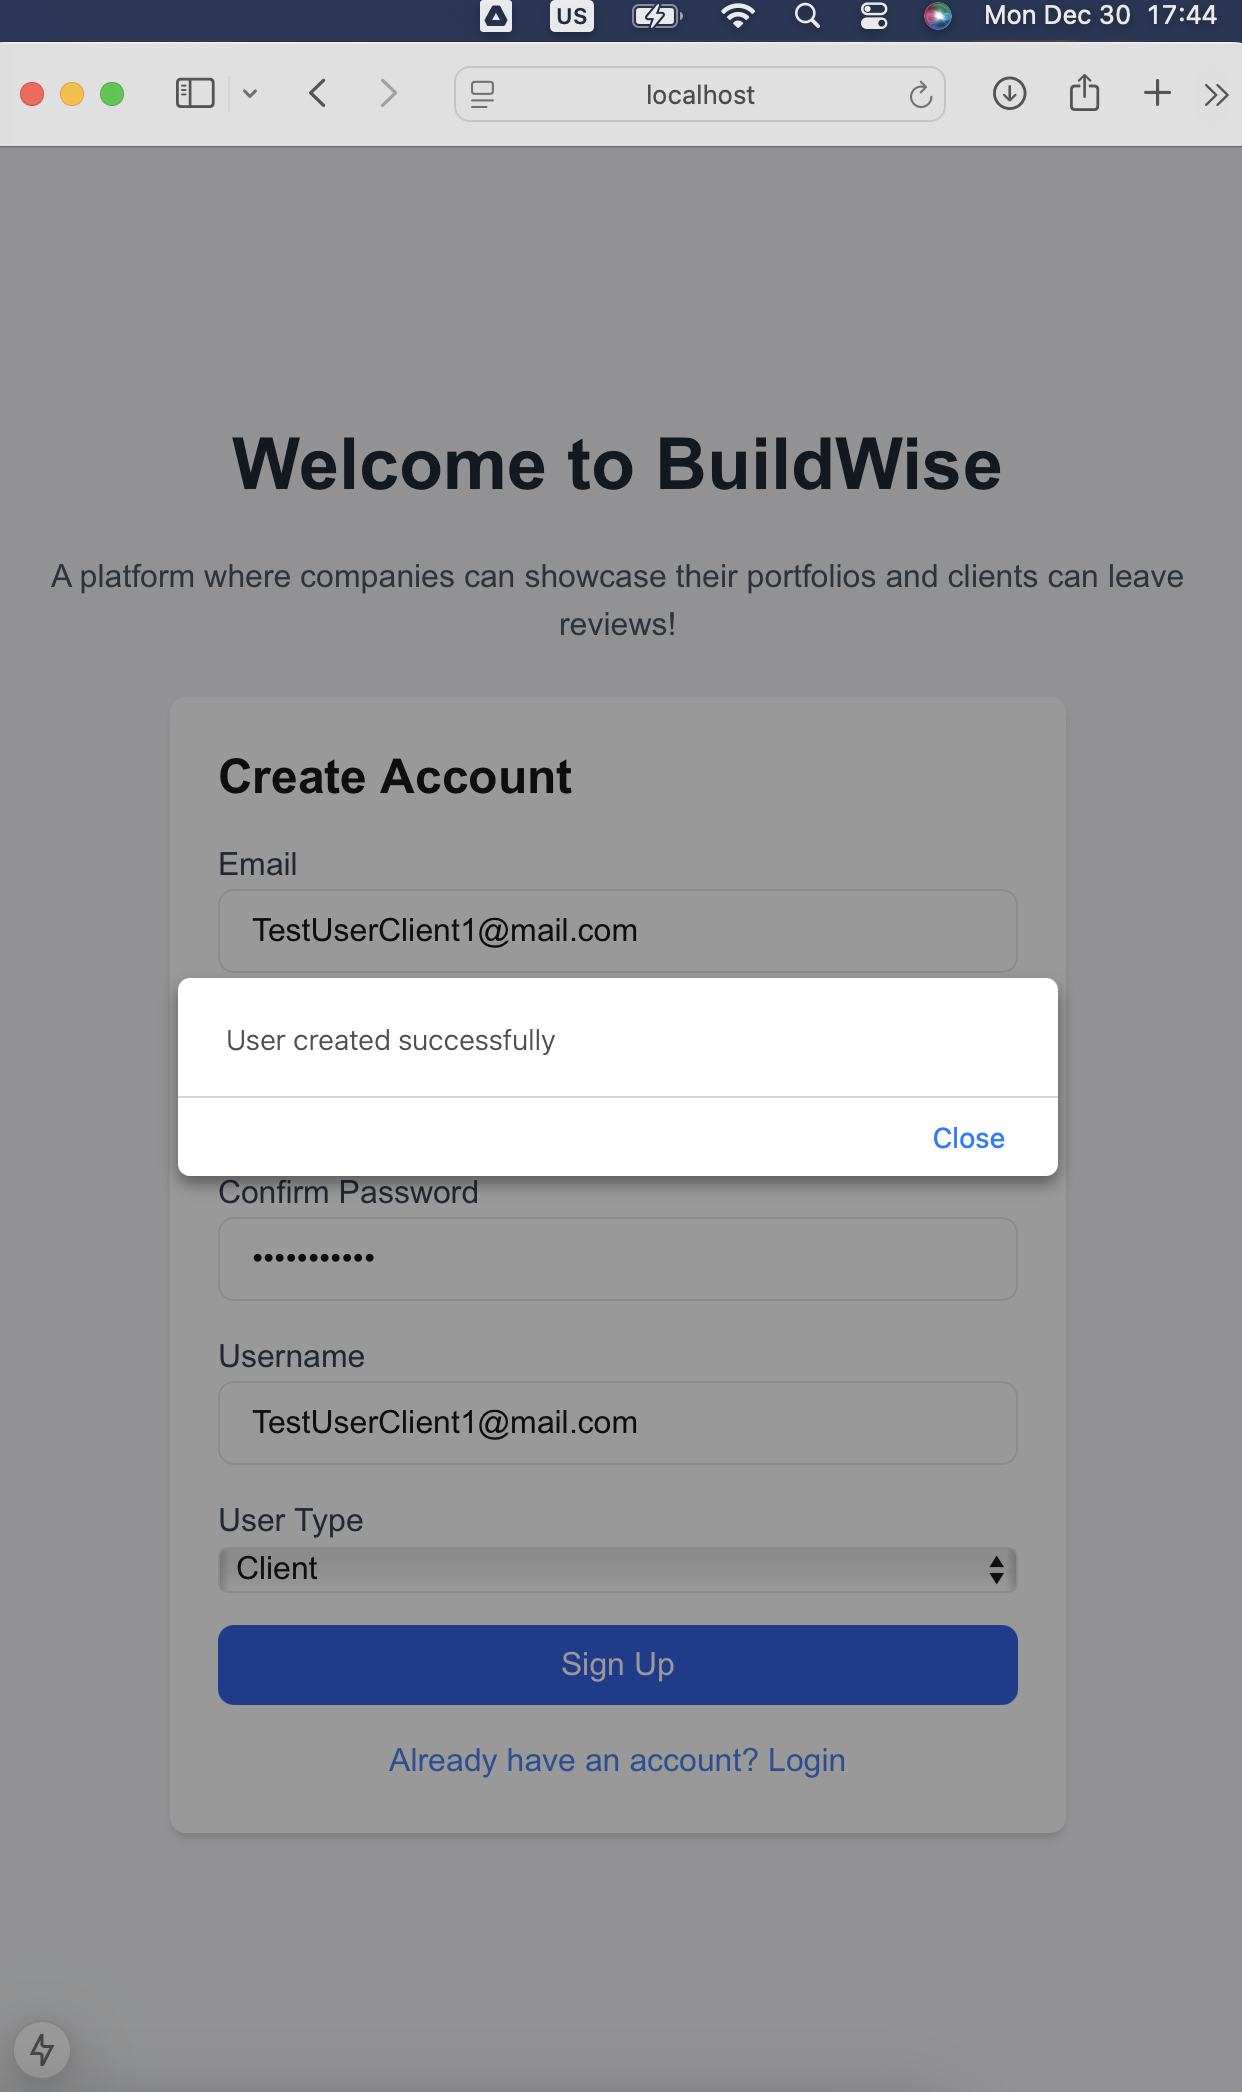 US
Mon Dec 30 17:44
localhost
Welcome to BuildWise
A platform where companies can showcase their portfolios and clients can leave
reviews!
Create Account
Email
TestUserClient1@mail.com
User created successfully
Close
Confirm Password
•••••••••••
Username
TestUserClient1@mail.com
User Type
Client
Sign Up
Already have an account? Login